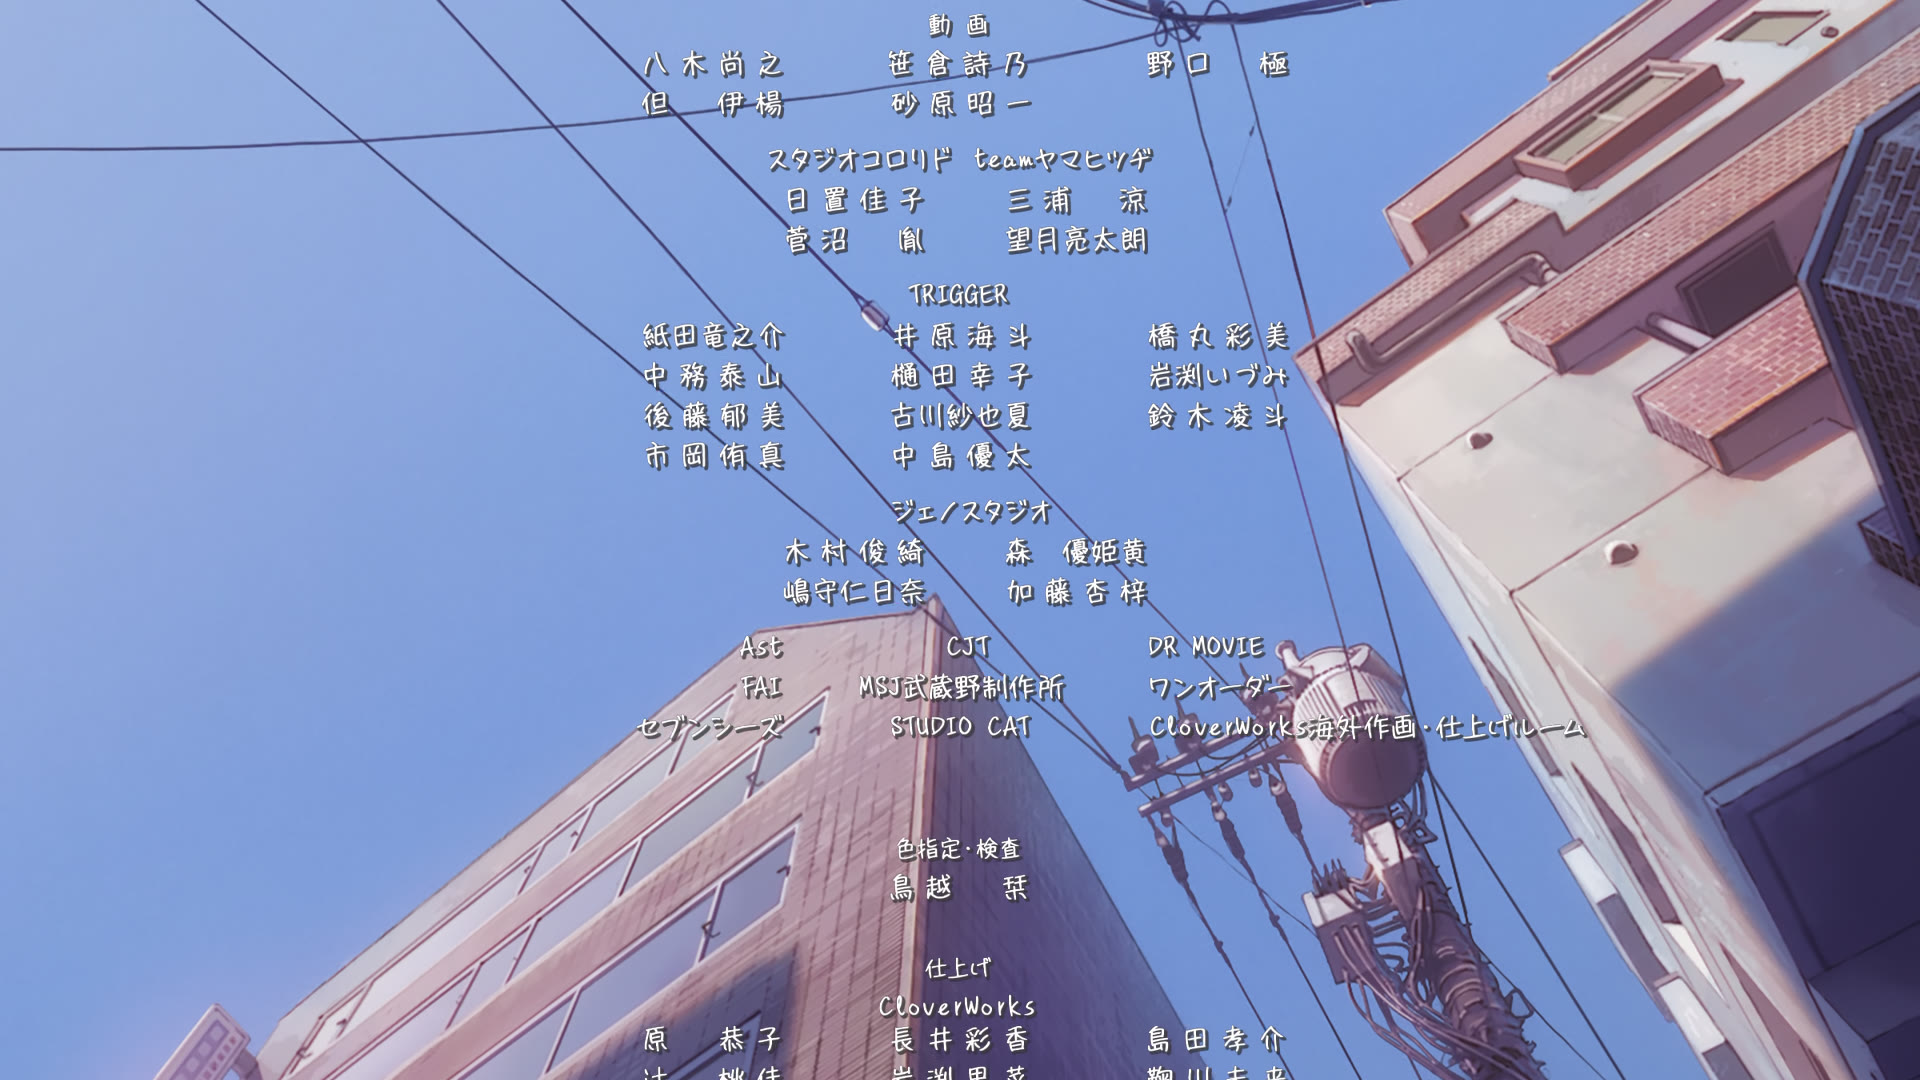 動画
八木尚之 笹倉詩乃 野口 極
但 伊楊 砂原昭一
スタジオコロリド teamヤマヒツヂ
日置佳子 三浦 涼
菅沼 胤 望月亮太朗
TRIGGER
紙田竜之介 井原海斗 橋丸彩美
中務泰山 樋田幸子 岩渕いづみ
後藤郁美 古川紗也夏 鈴木凌斗
市岡侑真 中島優太
ジェノスタジオ
木村俊綺 森 優姫黄
嶋守仁日奈 加藤杏梓
Ast CJT DR MOVIE
FAI MSJ武蔵野制作所 ワンオーダー
セブンシーズ STUDIO CAT CloverWorks海外作画・仕上げルーム
色指定・検査
鳥越 栞
仕上げ
CloverWorks
原 恭子 長井彩香 島田孝介